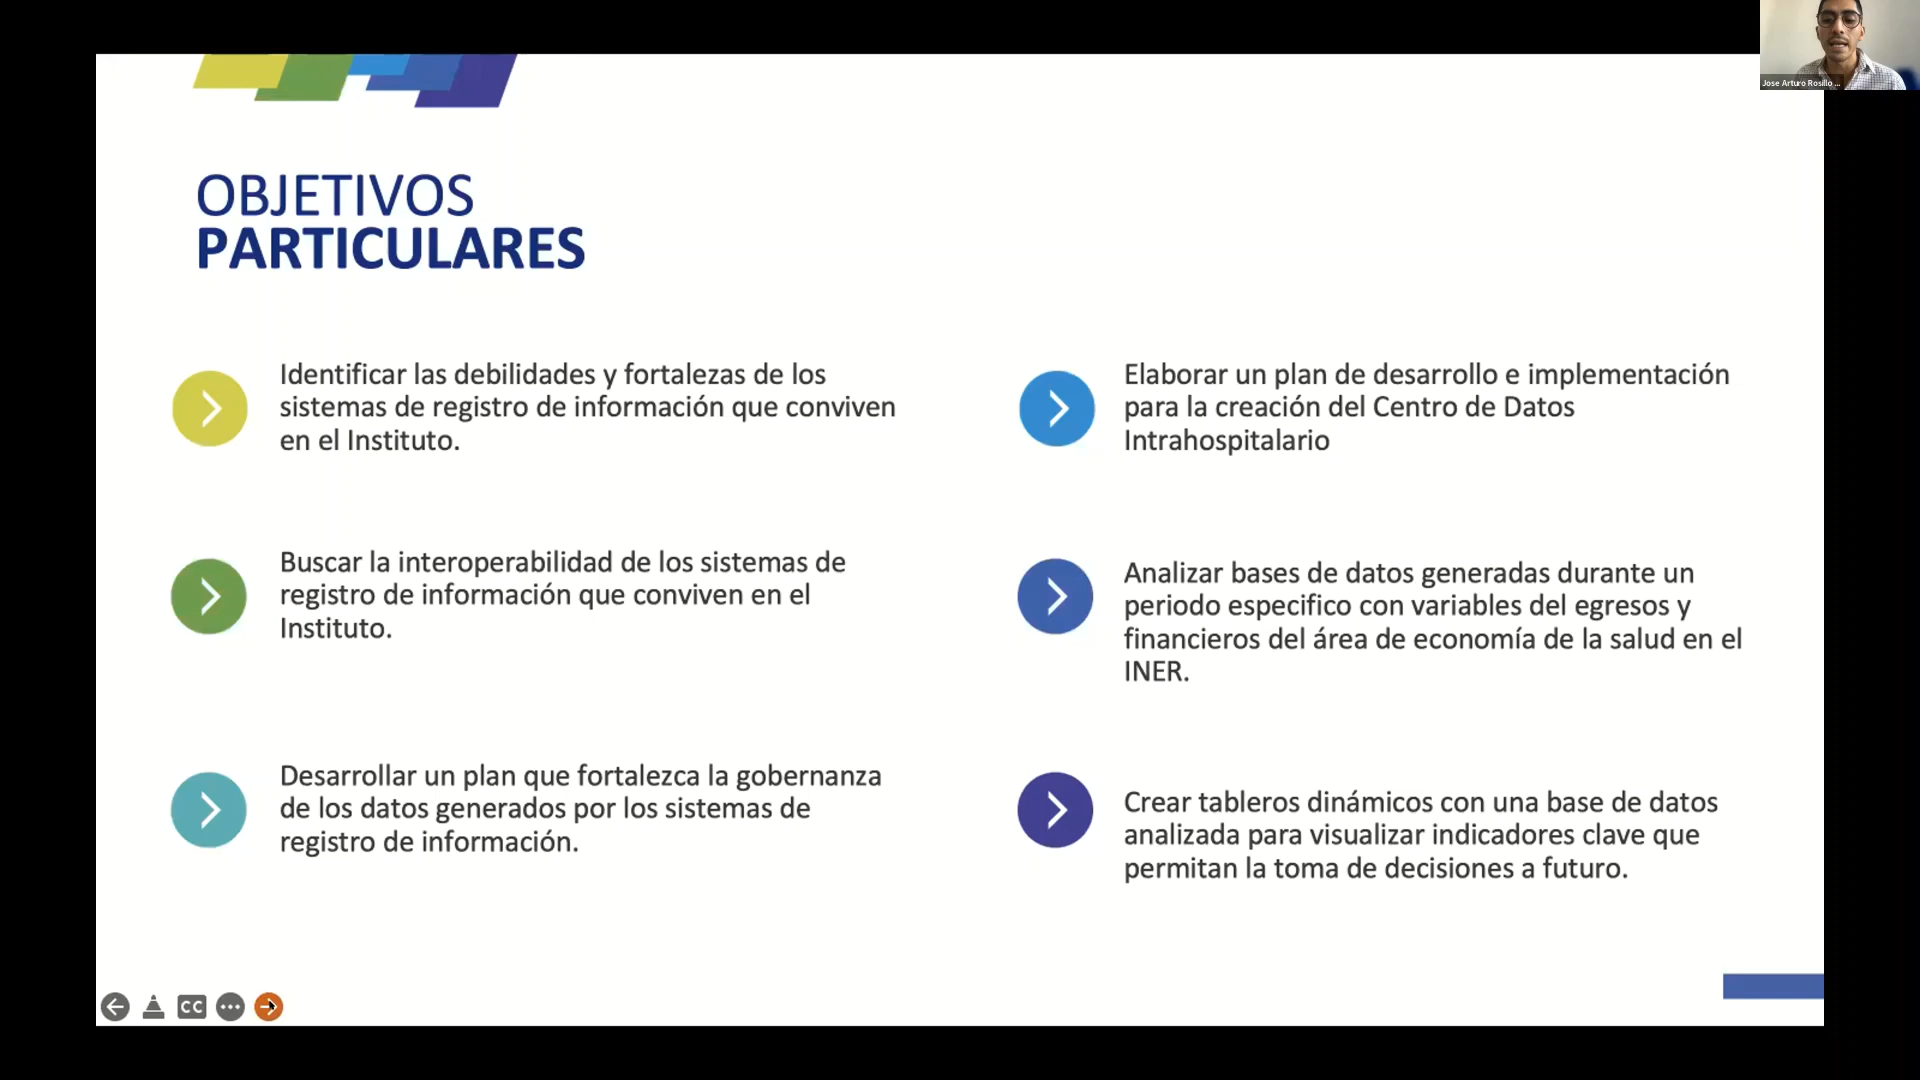 OBJETIVOS
PARTICULARES
Identificar las debilidades y fortalezas de los
sistemas de registro de información que conviven
en el Instituto.
Buscar la interoperabilidad de los sistemas de
registro de información que conviven en el
Instituto.
Desarrollar un plan que fortalezca la gobernanza
de los datos generados por los sistemas de
registro de información.
Elaborar un plan de desarrollo e implementación
para la creación del Centro de Datos
Intrahospitalario
Analizar bases de datos generadas durante un
periodo especifico con variables del egresos y
financieros del área de economía de la salud en el
INER.
Crear tableros dinámicos con una base de datos
analizada para visualizar indicadores clave que
permitan la toma de decisiones a futuro.
Jose Arturo Rosillo ...
CC